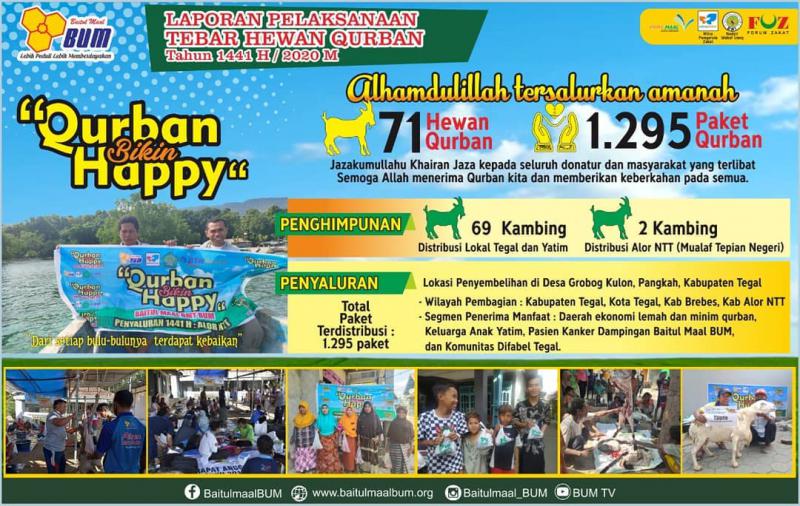 Baitul Maal
BUM
Lebih Peduli Lebih Memberdayakan
LAPORAN PELAKSANAAN
TEBAR HEWAN QURBAN
Tahun 1441 H / 2020 M
FOZ
FORUM ZAKAT
"Qurban
Bikin
Happy"
Alhamdulillah tersalurkan amanah
71 Hewan Qurban
1.295 Paket Qurban
Jazakumullahu Khairan Jaza kepada seluruh donatur dan masyarakat yang terlibat
Semoga Allah menerima Qurban kita dan memberikan keberkahan pada semua.
PENGHIMPUNAN
69 Kambing
Distribusi Lokal Tegal dan Yatim
2 Kambing
Distribusi Alor NTT (Mualaf Tepian Negeri)
PENYALURAN
Total
Paket
Terdistribusi :
1.295 paket
Lokasi Penyembelihan di Desa Grobog Kulon, Pangkah, Kabupaten Tegal
- Wilayah Pembagian : Kabupaten Tegal, Kota Tegal, Kab Brebes, Kab Alor NTT
- Segmen Penerima Manfaat : Daerah ekonomi lemah dan minim qurban,
Keluarga Anak Yatim, Pasien Kanker Dampingan Baitul Maal BUM,
dan Komunitas Difabel Tegal.
"Qurban
Bikin
Happy"
BAITUL MAAL BMT BUM
PENYALURAN 1441 H : ALOR NTT
"Dari setiap bulu-bulunya terdapat kebaikan"
BaitulmaalBUM
www.baitulmaalbum.org
Baitulmaal_BUM
BUM TV